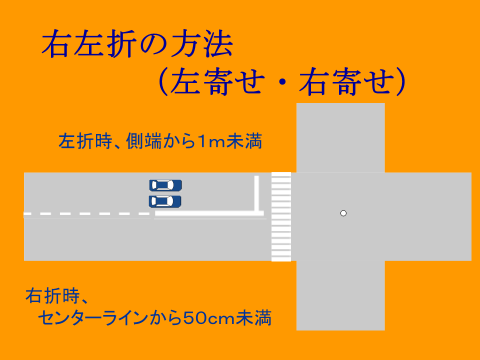 右左折の方法
（左寄せ・右寄せ）
左折時、側端から１ｍ未満
右折時、
センターラインから５０ｃｍ未満